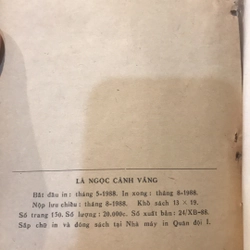 LÁ NGỌC CÀNH VÀNG
Bắt đầu in: tháng 5-1988. In xong: tháng 8-1988.
Nộp lưu chiểu: tháng 8-1988. Khổ sách 13 × 19.
Số trang 150. Số lượng: 20.000c. Số xuất bản: 24/XB-88.
Sắp chữ in và đóng sách tại Nhà máy in Quân đội 1.